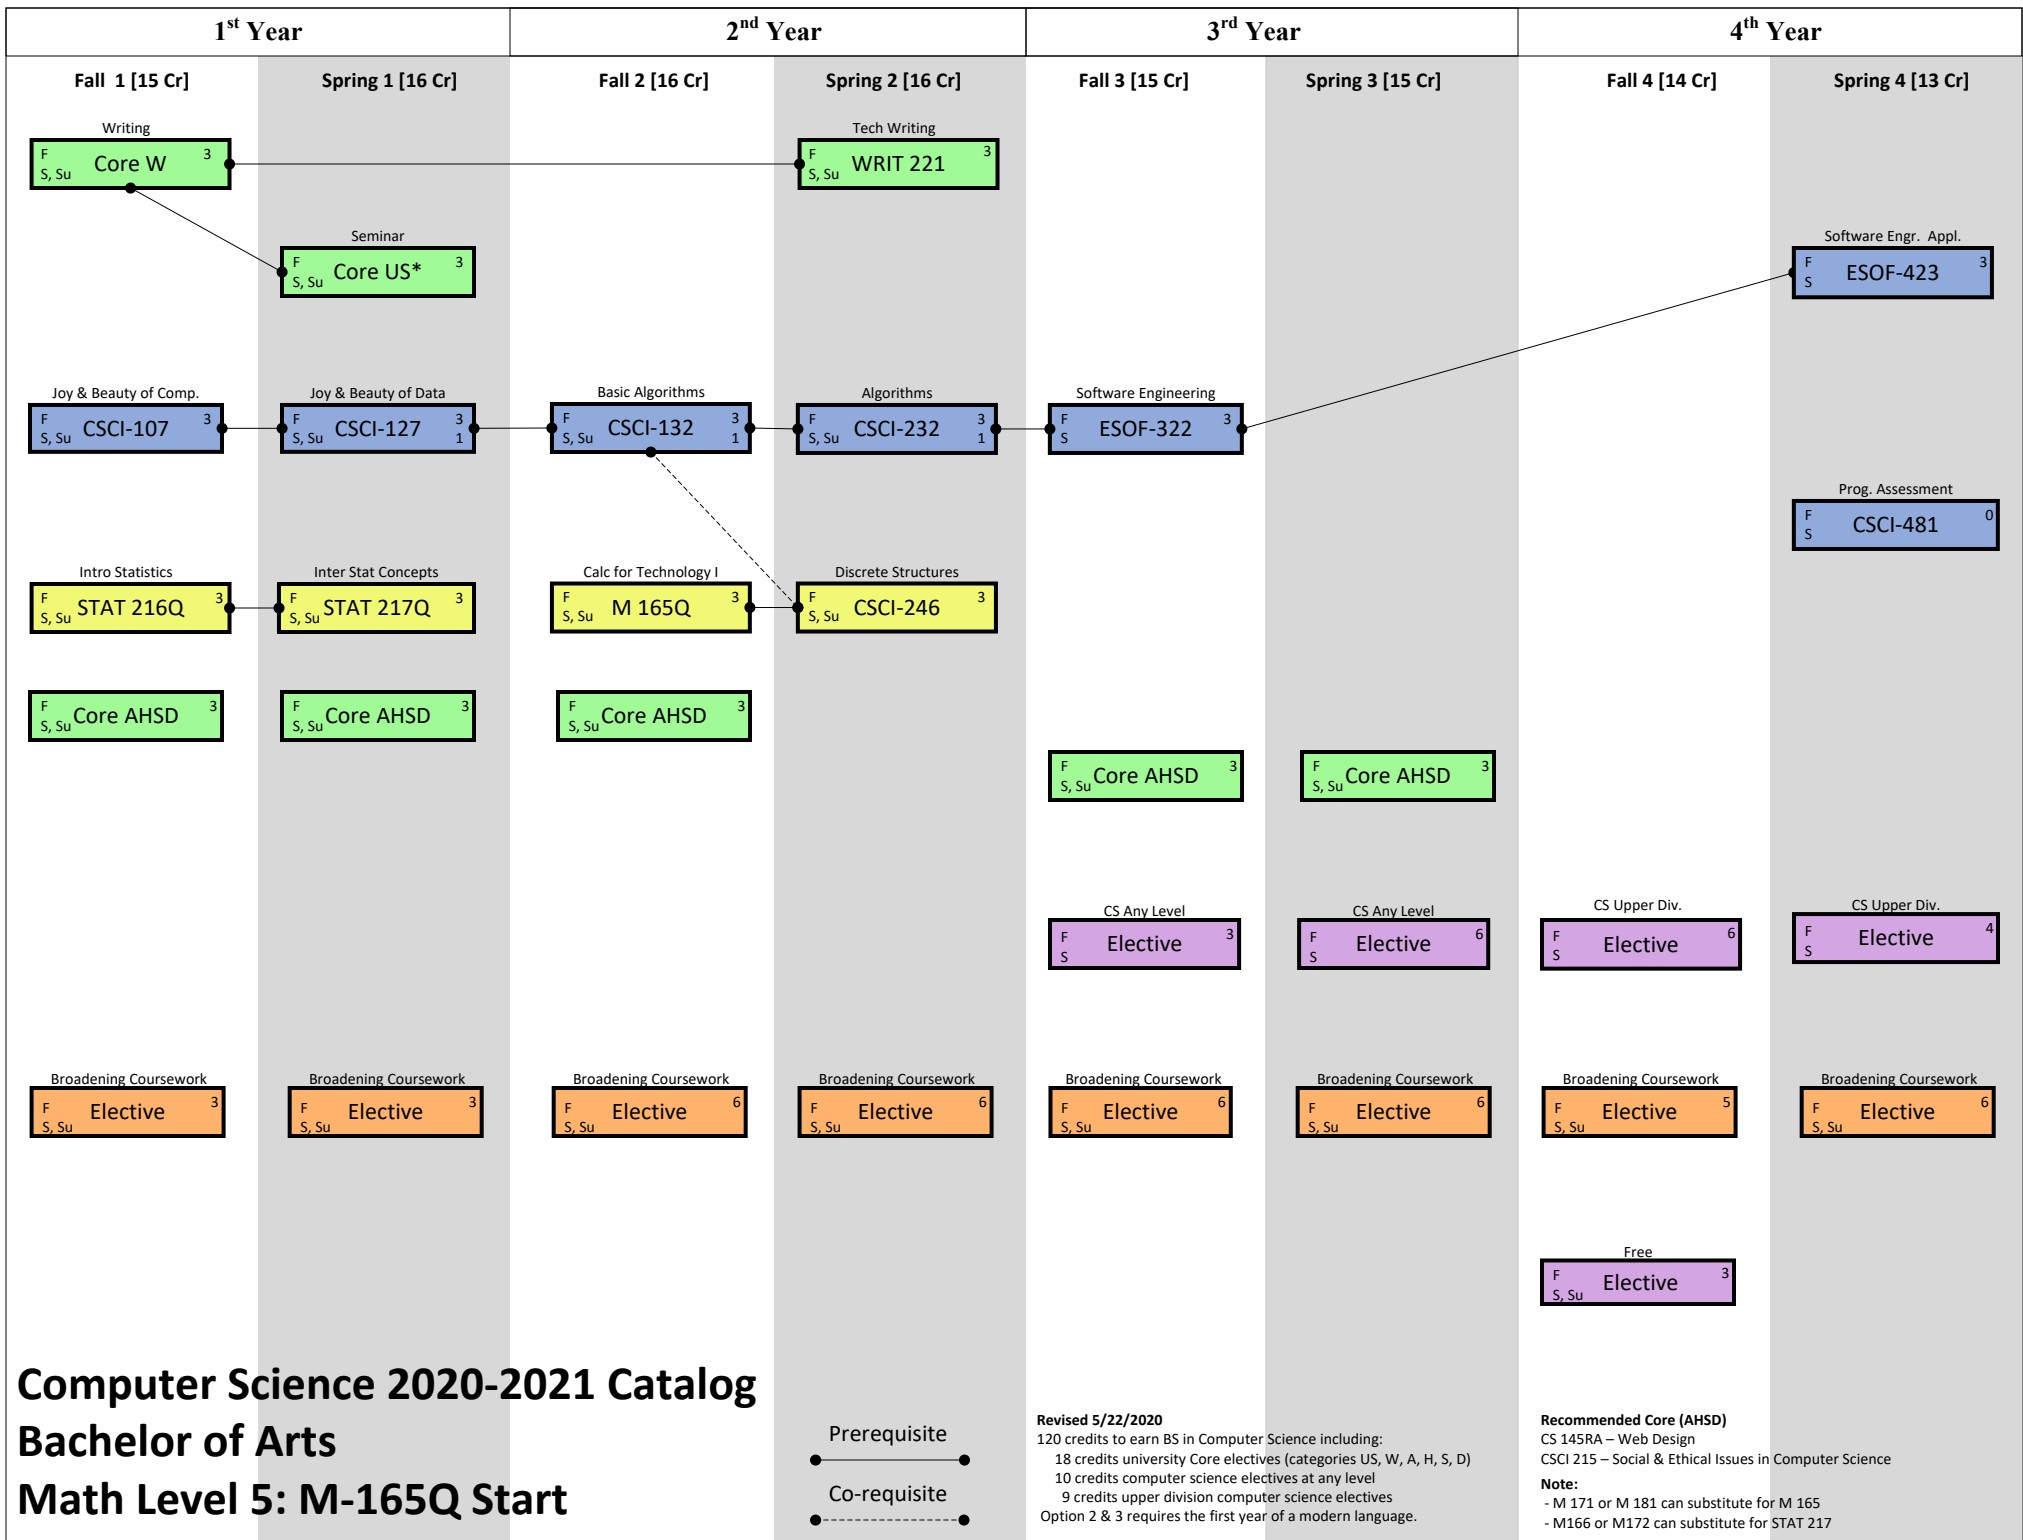 1st Year
2nd Year
3rd Year
4th Year
Fall 1 [15 Cr]
Spring 1 [16 Cr]
Fall 2 [16 Cr]
Spring 2 [16 Cr]
Fall 3 [15 Cr]
Spring 3 [15 Cr]
Fall 4 [14 Cr]
Spring 4 [13 Cr]
Writing
F
S, Su
Core W
3
Tech Writing
F
S, Su
WRIT 221
3
Seminar
F
S, Su
Core US*
3
Software Engr. Appl.
F
S
ESOF-423
3
Joy & Beauty of Comp.
F
S, Su
CSCI-107
3
Joy & Beauty of Data
F
S, Su
CSCI-127
3
1
Basic Algorithms
F
S, Su
CSCI-132
3
1
Algorithms
F
S, Su
CSCI-232
3
1
Software Engineering
F
S
ESOF-322
3
Prog. Assessment
F
S
CSCI-481
0
Intro Statistics
F
S, Su
STAT 216Q
3
Inter Stat Concepts
F
S, Su
STAT 217Q
3
Calc for Technology I
F
S, Su
M 165Q
3
Discrete Structures
F
S, Su
CSCI-246
3
F
S, Su
Core AHSD
3
F
S, Su
Core AHSD
3
F
S, Su
Core AHSD
3
F
S, Su
Core AHSD
3
F
S, Su
Core AHSD
3
CS Any Level
F
S
Elective
3
CS Any Level
F
S
Elective
6
CS Upper Div.
F
S
Elective
6
CS Upper Div.
F
S
Elective
4
Broadening Coursework
F
S, Su
Elective
3
Broadening Coursework
F
S, Su
Elective
3
Broadening Coursework
F
S, Su
Elective
6
Broadening Coursework
F
S, Su
Elective
6
Broadening Coursework
F
S, Su
Elective
6
Broadening Coursework
F
S, Su
Elective
6
Broadening Coursework
F
S, Su
Elective
5
Broadening Coursework
F
S, Su
Elective
6
Free
F
S, Su
Elective
3
Computer Science 2020-2021 Catalog
Bachelor of Arts
Math Level 5: M-165Q Start
Prerequisite
Co-requisite
Revised 5/22/2020
120 credits to earn BS in Computer Science including:
18 credits university Core electives (categories US, W, A, H, S, D)
10 credits computer science electives at any level
9 credits upper division computer science electives
Option 2 & 3 requires the first year of a modern language.
Recommended Core (AHSD)
CS 145RA – Web Design
CSCI 215 – Social & Ethical Issues in Computer Science
Note:
- M 171 or M 181 can substitute for M 165
- M166 or M172 can substitute for STAT 217